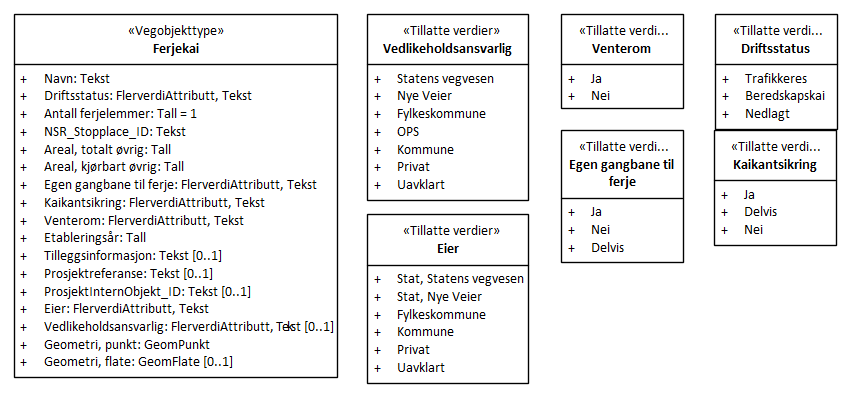 «Vegobjekttype»
Ferjekai
+ Navn: Tekst
+ Driftsstatus: FlerverdiAttributt, Tekst
+ Antall ferjelemmer: Tall = 1
+ NSR_Stopplace_ID: Tekst
+ Areal, totalt øvrig: Tall
+ Areal, kjørbart øvrig: Tall
+ Egen gangbane til ferje: FlerverdiAttributt, Tekst
+ Kaikantsikring: FlerverdiAttributt, Tekst
+ Venterom: FlerverdiAttributt, Tekst
+ Etableringsår: Tall
+ Tilleggsinformasjon: Tekst [0..1]
+ Prosjektreferanse: Tekst [0..1]
+ ProsjektInternObjekt_ID: Tekst [0..1]
+ Eier: FlerverdiAttributt, Tekst
+ Vedlikeholdsansvarlig: FlerverdiAttributt, Tekst [0..1]
+ Geometri, punkt: GeomPunkt
+ Geometri, flate: GeomFlate [0..1]
«Tillatte verdier»
Vedlikeholdsansvarlig
+ Statens vegvesen
+ Nye Veier
+ Fylkeskommune
+ OPS
+ Kommune
+ Privat
+ Uavklart
«Tillatte verdier»
Eier
+ Stat, Statens vegvesen
+ Stat, Nye Veier
+ Fylkeskommune
+ Kommune
+ Privat
+ Uavklart
«Tillatte verdi...
Venterom
+ Ja
+ Nei
«Tillatte verdi...
Egen gangbane til
ferje
+ Ja
+ Nei
+ Delvis
«Tillatte verdi...
Driftsstatus
+ Trafikkeres
+ Beredskapskai
+ Nedlagt
«Tillatte verdi...
Kaikantsikring
+ Ja
+ Delvis
+ Nei